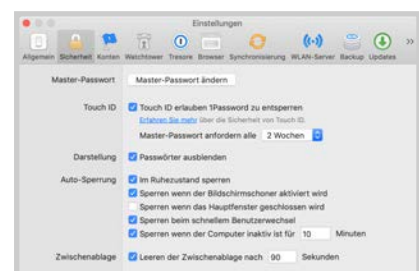 Einstellungen
Allgemein Sicherheit Konten Watchtower Tresore Browser Synchronisierung WLAN-Server Backup Updates
Master-Passwort Master-Passwort ändern
Touch ID Touch ID erlauben 1Password zu entsperren
Erfahren Sie mehr über die Sicherheit von Touch ID.
Master-Passwort anfordern alle 2 Wochen
Darstellung Passwörter ausblenden
Auto-Sperrung Im Ruhezustand sperren
Sperren wenn der Bildschirmschoner aktiviert wird
Sperren wenn das Hauptfenster geschlossen wird
Sperren beim schnellem Benutzerwechsel
Sperren wenn der Computer inaktiv ist für 10 Minuten
Zwischenablage Leeren der Zwischenablage nach 90 Sekunden